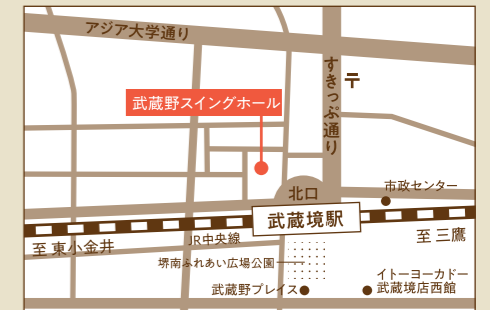 アジア大学通り
すきっぷ通り
〒
武蔵野スイングホール
北口
市政センター
武蔵境駅
至 東小金井
JR中央線
至 三鷹
堺南ふれあい広場公園
イトーヨーカドー
武蔵境店西館
武蔵野プレイス